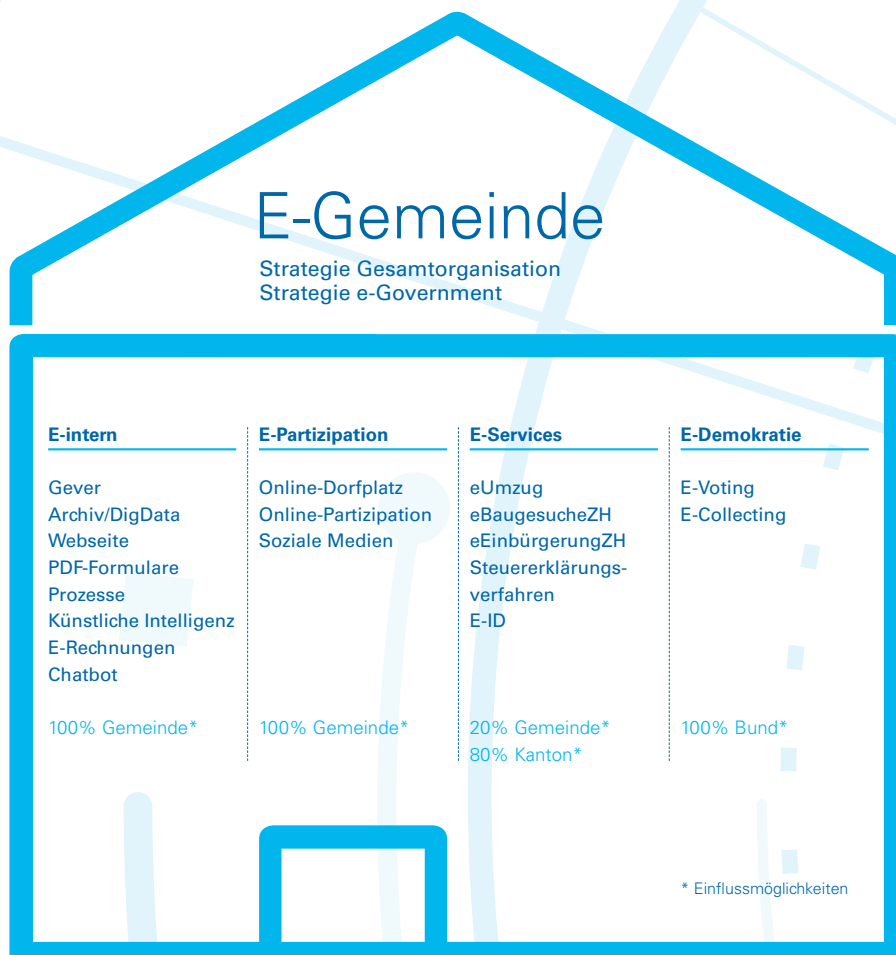 E-Gemeinde
Strategie Gesamtorganisation
Strategie e-Government
E-intern
Gever
Archiv/DigData
Webseite
PDF-Formulare
Prozesse
Künstliche Intelligenz
E-Rechnungen
Chatbot
100% Gemeinde*
E-Partizipation
Online-Dorfplatz
Online-Partizipation
Soziale Medien
100% Gemeinde*
E-Services
eUmzug
eBaugesucheZH
eEinbürgerungZH
Steuererklärungs-
verfahren
E-ID
20% Gemeinde*
80% Kanton*
E-Demokratie
E-Voting
E-Collecting
100% Bund*
* Einflussmöglichkeiten